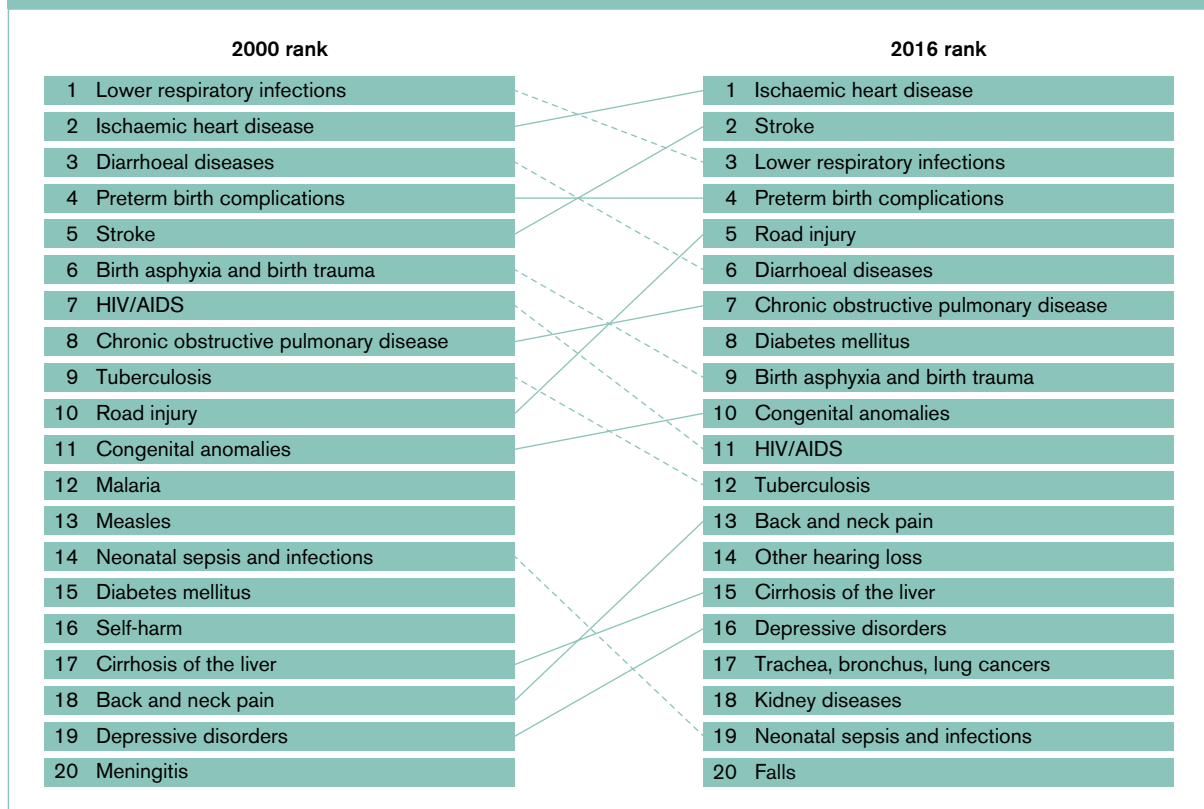 2000 rank
1 Lower respiratory infections
2 Ischaemic heart disease
3 Diarrhoeal diseases
4 Preterm birth complications
5 Stroke
6 Birth asphyxia and birth trauma
7 HIV/AIDS
8 Chronic obstructive pulmonary disease
9 Tuberculosis
10 Road injury
11 Congenital anomalies
12 Malaria
13 Measles
14 Neonatal sepsis and infections
15 Diabetes mellitus
16 Self-harm
17 Cirrhosis of the liver
18 Back and neck pain
19 Depressive disorders
20 Meningitis
2016 rank
1 Ischaemic heart disease
2 Stroke
3 Lower respiratory infections
4 Preterm birth complications
5 Road injury
6 Diarrhoeal diseases
7 Chronic obstructive pulmonary disease
8 Diabetes mellitus
9 Birth asphyxia and birth trauma
10 Congenital anomalies
11 HIV/AIDS
12 Tuberculosis
13 Back and neck pain
14 Other hearing loss
15 Cirrhosis of the liver
16 Depressive disorders
17 Trachea, bronchus, lung cancers
18 Kidney diseases
19 Neonatal sepsis and infections
20 Falls